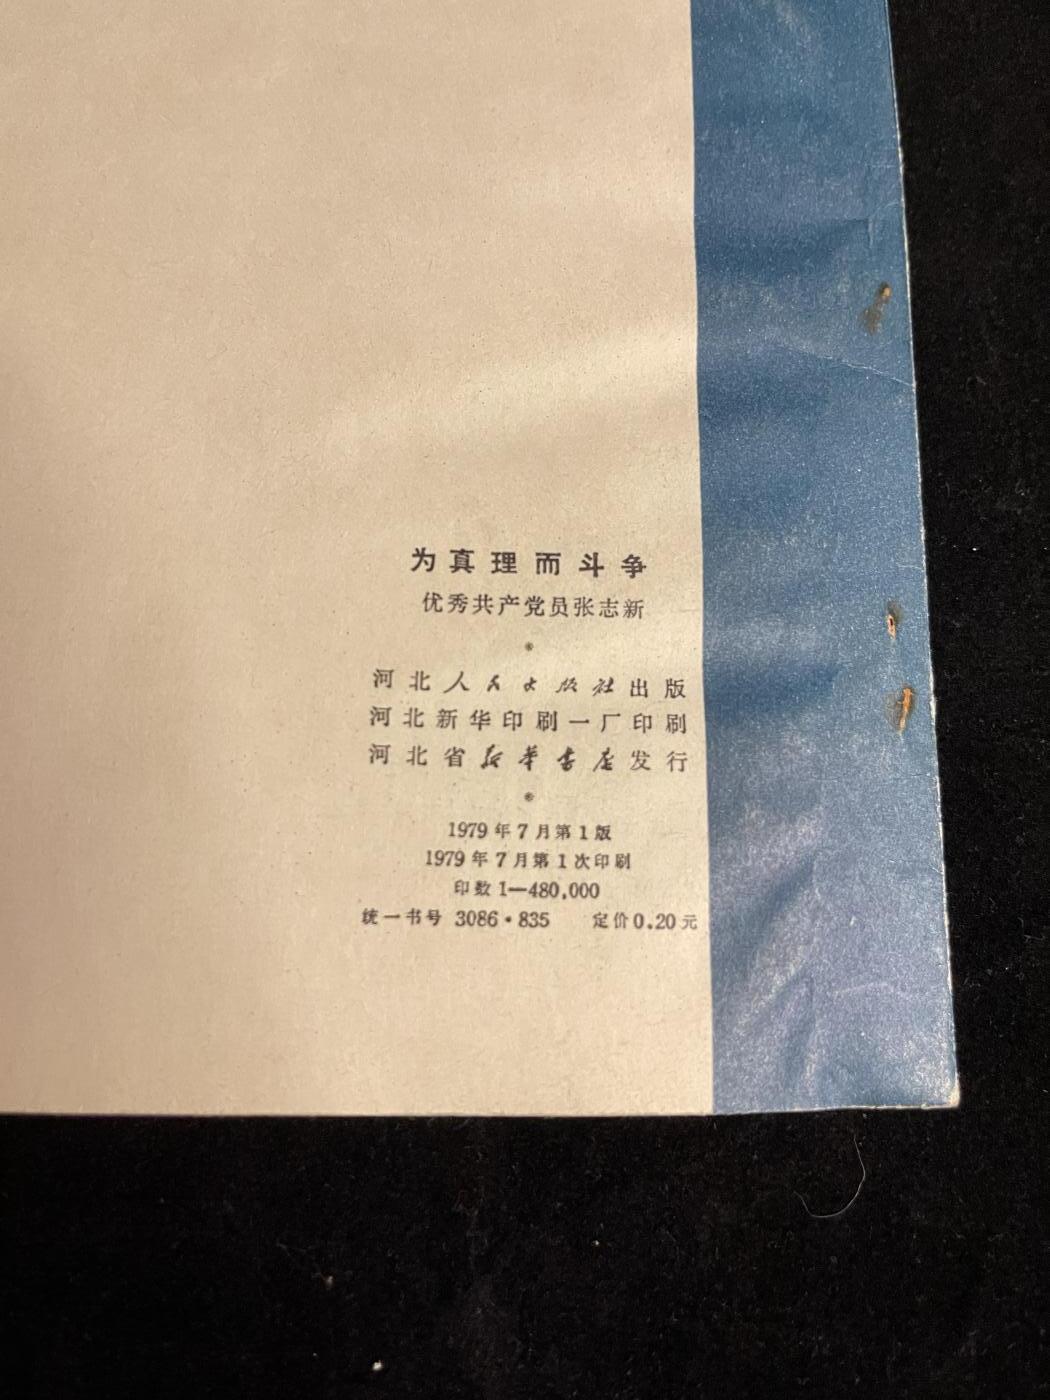 为真理而斗争
优秀共产党员张志新
*
河北人民出版社出版
河北新华印刷一厂印刷
河北省新华书店发行
*
1979年7月第1版
1979年7月第1次印刷
印数1—480,000
统一书号 3086·835 定价0.20元